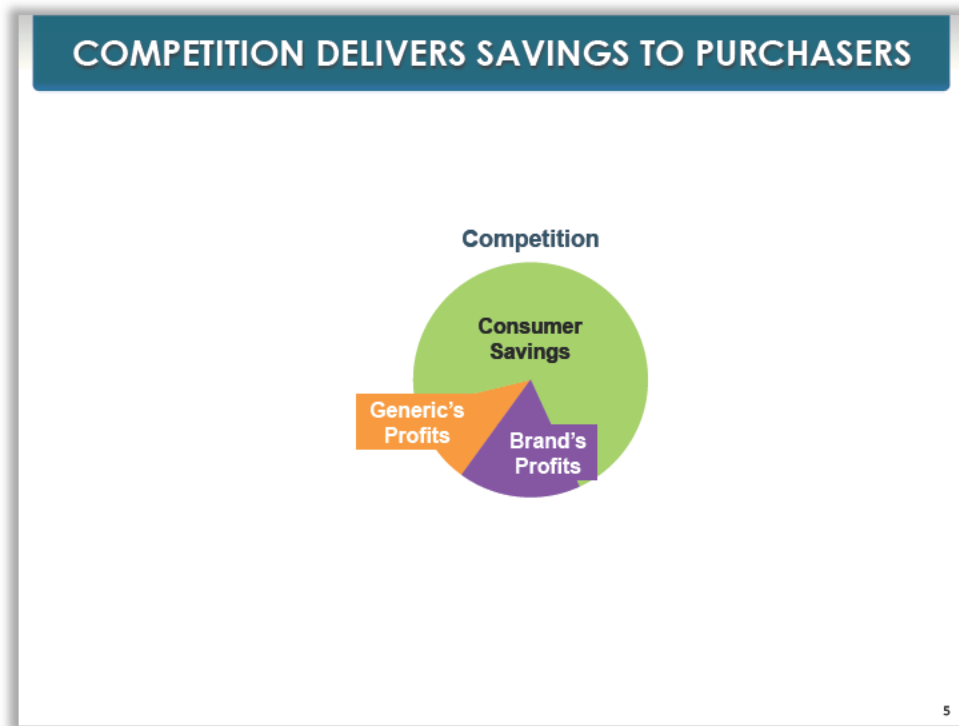 COMPETITION DELIVERS SAVINGS TO PURCHASERS
Competition
Consumer
Savings
Generic's
Profits
Brand's
Profits
5